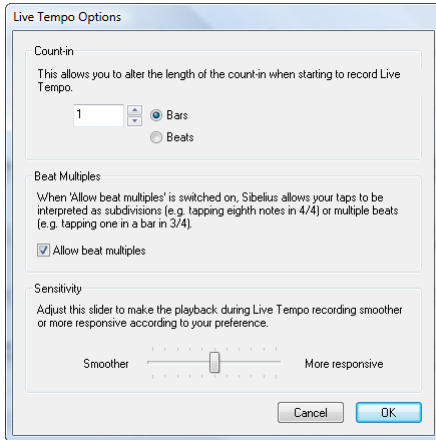 Live Tempo Options
Count-in
This allows you to alter the length of the count-in when starting to record Live
Tempo.
1
Bars
Beats
Beat Multiples
When 'Allow beat multiples' is switched on, Sibelius allows your taps to be
interpreted as subdivisions (e.g. tapping eighth notes in 4/4) or multiple beats
(e.g. tapping one in a bar in 3/4).
Allow beat multiples
Sensitivity
Adjust this slider to make the playback during Live Tempo recording smoother
or more responsive according to your preference.
Smoother More responsive
Cancel OK